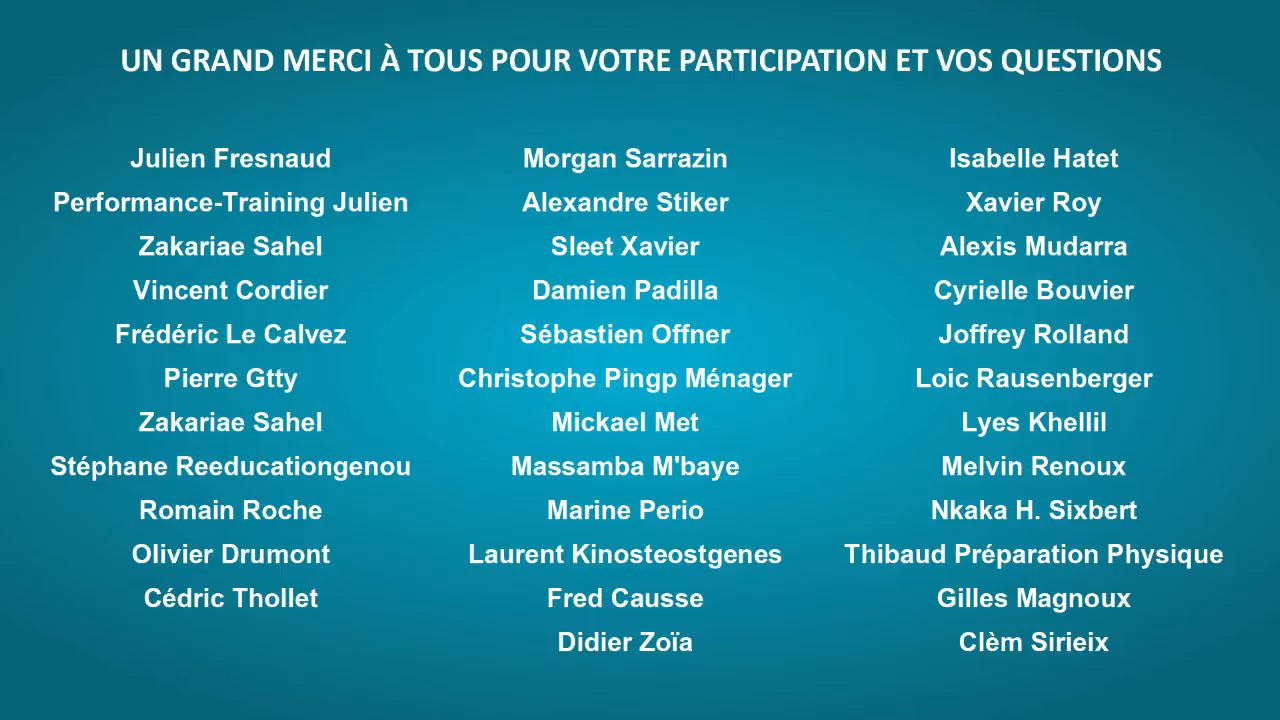 UN GRAND MERCI À TOUS POUR VOTRE PARTICIPATION ET VOS QUESTIONS
Julien Fresnaud
Performance-Training Julien
Zakariae Sahel
Vincent Cordier
Frédéric Le Calvez
Pierre Gtty
Zakariae Sahel
Stéphane Reeducationgenou
Romain Roche
Olivier Drumont
Cédric Thollet
Morgan Sarrazin
Alexandre Stiker
Sleet Xavier
Damien Padilla
Sébastien Offner
Christophe Pingp Ménager
Mickael Met
Massamba M'baye
Marine Perio
Laurent Kinosteostgenes
Fred Causse
Didier Zoïa
Isabelle Hatet
Xavier Roy
Alexis Mudarra
Cyrielle Bouvier
Joffrey Rolland
Loic Rausenberger
Lyes Khellil
Melvin Renoux
Nkaka H. Sixbert
Thibaud Préparation Physique
Gilles Magnoux
Clèm Sirieix